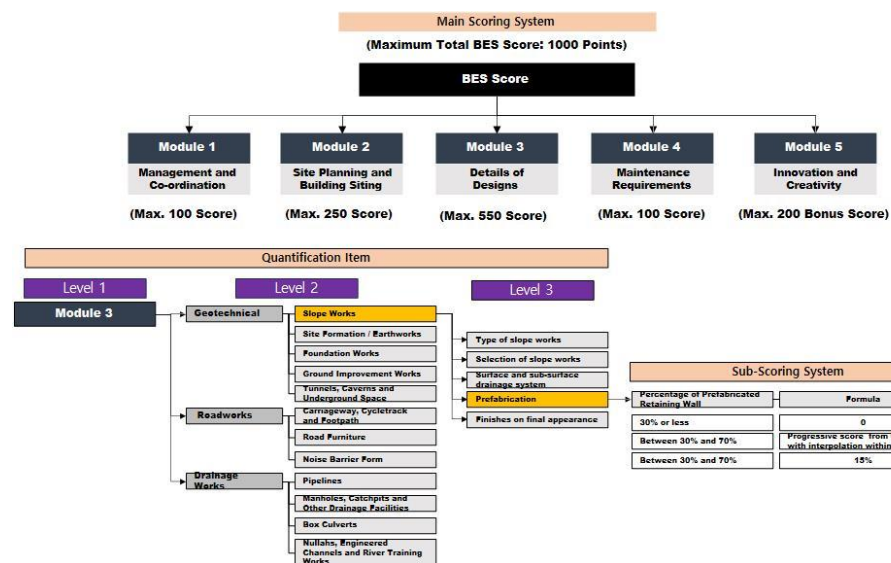 Main Scoring System
(Maximum Total BES Score: 1000 Points)
BES Score
Module 1
Management and
Co-ordination
(Max. 100 Score)
Module 2
Site Planning and
Building Siting
(Max. 250 Score)
Module 3
Details of
Designs
(Max. 550 Score)
Module 4
Maintenance
Requirements
(Max. 100 Score)
Module 5
Innovation and
Creativity
(Max. 200 Bonus Score)
Quantification Item
Level 1
Level 2
Level 3
Module 3
Geotechnical
Slope Works
Site Formation / Earthworks
Foundation Works
Ground Improvement Works
Tunnels, Caverns and
Underground Space
Roadworks
Carriageway, Cycletrack
and Footpath
Road Furniture
Noise Barrier Form
Drainage
Works
Pipelines
Manholes, Catchpits and
Other Drainage Facilities
Box Culverts
Nullahs, Engineered
Channels and River Training
Works
Type of slope works
Selection of slope works
Surface and sub-surface
drainage system
Prefabrication
Finishes on final appearance
Sub-Scoring System
Percentage of Prefabricated
Retaining Wall
Formula
30% or less
0
Between 30% and 70%
Progressive score from
with interpolation within
Between 30% and 70%
15%